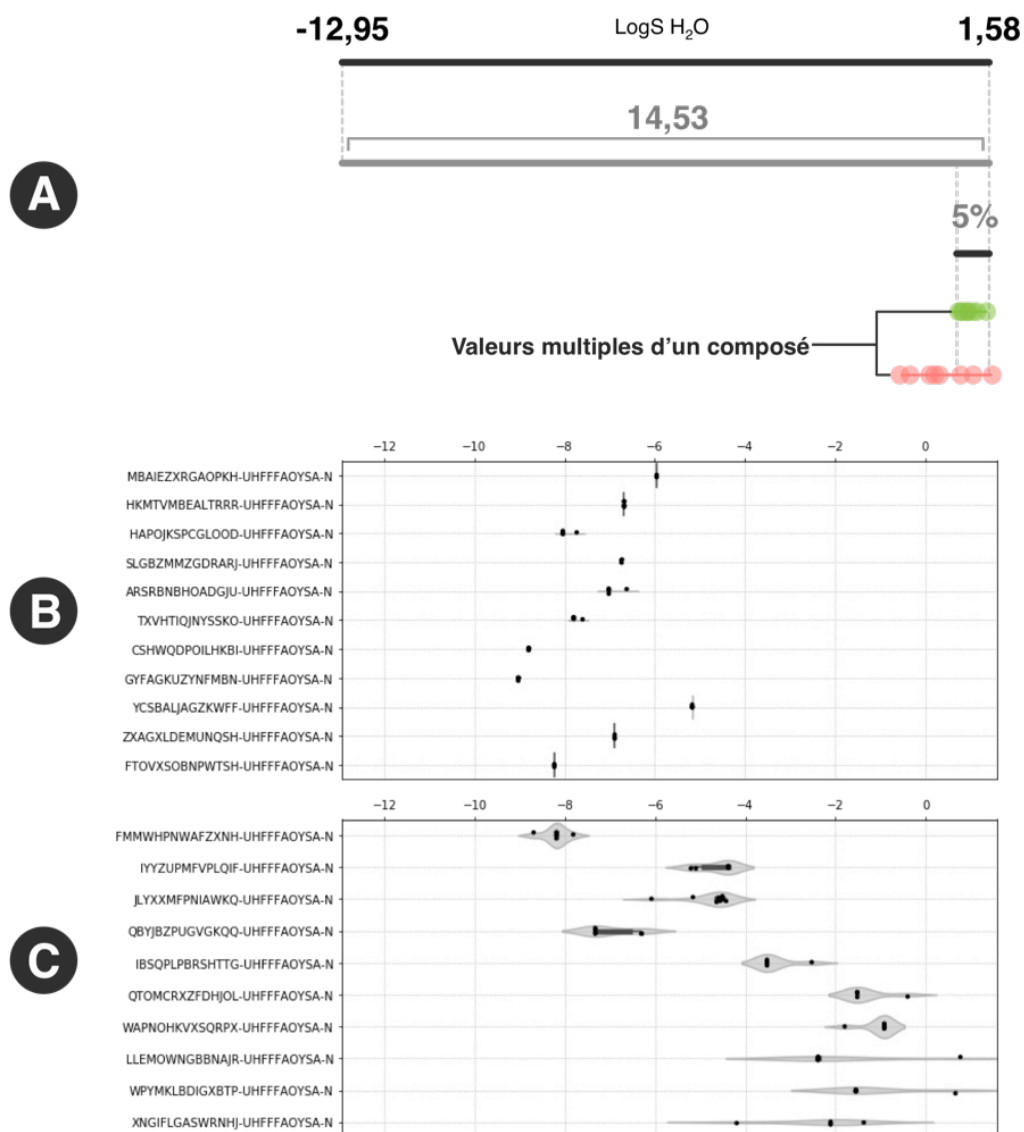 -12,95 LogS H₂O 1,58
14,53
A
5%
Valeurs multiples d’un composé
−12 −10 −8 −6 −4 −2 0
MBAIEZXRGAOPKH-UHFFFAOYSA-N
HKMTVMBEALTRRR-UHFFFAOYSA-N
HAPOJKSPCGLOOD-UHFFFAOYSA-N
SLGBZMMZGDRARJ-UHFFFAOYSA-N
ARSRBNBHOADGJU-UHFFFAOYSA-N
B
TXVHTIQJNYSSKO-UHFFFAOYSA-N
CSHWQDPOILHKBI-UHFFFAOYSA-N
GYFAGKUZYNFMBN-UHFFFAOYSA-N
YCSBALJAGZKWFF-UHFFFAOYSA-N
ZXAGXLDEMUNQSH-UHFFFAOYSA-N
FTOVXSOBNPWTSH-UHFFFAOYSA-N
−12 −10 −8 −6 −4 −2 0
FMMWHPNWAFZXNH-UHFFFAOYSA-N
IYYZUPMFVPLQIF-UHFFFAOYSA-N
JLYXXMFPNIAWKQ-UHFFFAOYSA-N
QBYJBZPUGVGKQQ-UHFFFAOYSA-N
C
IBSQPLPBRSHTTG-UHFFFAOYSA-N
QTOMCRXZFDHJOL-UHFFFAOYSA-N
WAPNOHKVXSQRPX-UHFFFAOYSA-N
LLEMOWNGBBNAJR-UHFFFAOYSA-N
WPYMKLBDIGXBTP-UHFFFAOYSA-N
XNGIFLGASWRNHJ-UHFFFAOYSA-N